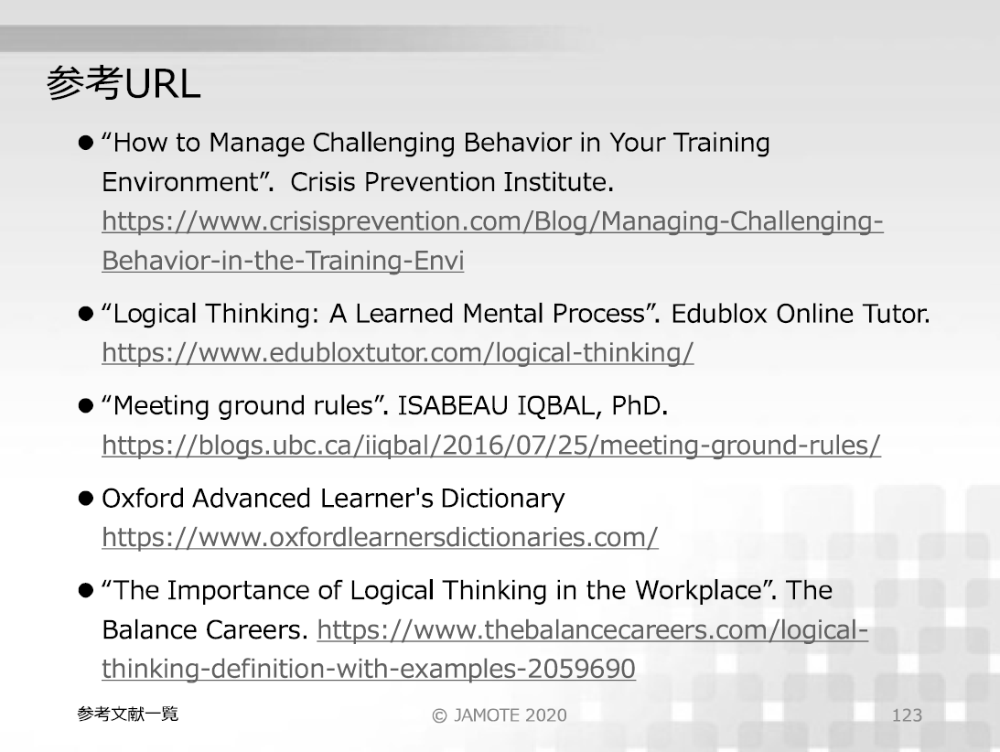 参考URL
● “How to Manage Challenging Behavior in Your Training
Environment”.  Crisis Prevention Institute.
https://www.crisisprevention.com/Blog/Managing-Challenging-
Behavior-in-the-Training-Envi
● “Logical Thinking: A Learned Mental Process”. Edublox Online Tutor.
https://www.edubloxtutor.com/logical-thinking/
● “Meeting ground rules”. ISABEAU IQBAL, PhD.
https://blogs.ubc.ca/iiqbal/2016/07/25/meeting-ground-rules/
● Oxford Advanced Learner's Dictionary
https://www.oxfordlearnersdictionaries.com/
● “The Importance of Logical Thinking in the Workplace”. The
Balance Careers. https://www.thebalancecareers.com/logical-
thinking-definition-with-examples-2059690
参考文献一覧
© JAMOTE 2020
123